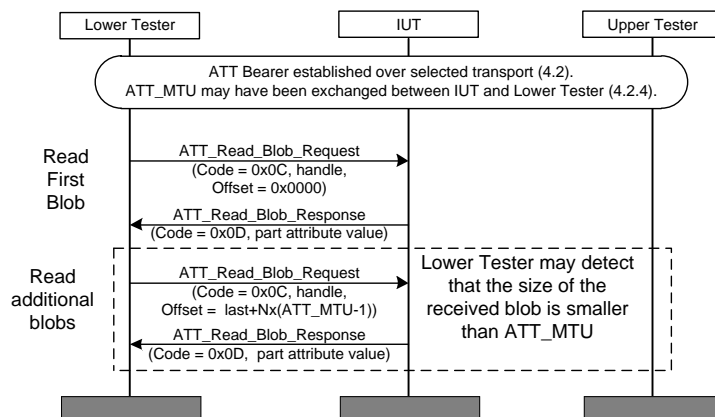 Lower Tester
IUT
Upper Tester
ATT Bearer established over selected transport (4.2).
ATT_MTU may have been exchanged between IUT and Lower Tester (4.2.4).
Read
First
Blob
ATT_Read_Blob_Request
(Code = 0x0C, handle,
Offset = 0x0000)
ATT_Read_Blob_Response
(Code = 0x0D, part attribute value)
Read
additional
blobs
ATT_Read_Blob_Request
(Code = 0x0C, handle,
Offset =  last+Nx(ATT_MTU-1))
ATT_Read_Blob_Response
(Code = 0x0D,  part attribute value)
Lower Tester may detect
that the size of the
received blob is smaller
than ATT_MTU